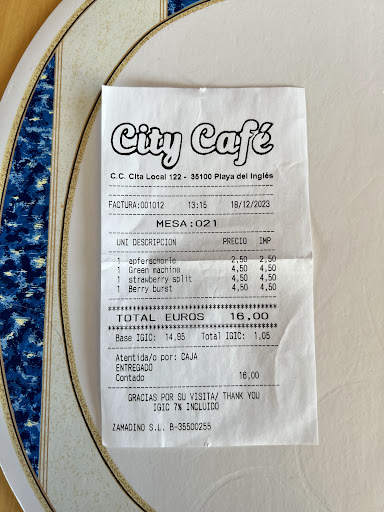 City Café
C.C. Cita Local 122 - 35100 Playa del Inglés
FACTURA:001012 13:15 18/12/2023
MESA:021
UNI DESCRIPCION PRECIO IMP
1 apferschorle 2,50 2,50
1 Green machine 4,50 4,50
1 strawberry split 4,50 4,50
1 Berry burst 4,50 4,50
TOTAL EUROS 16,00
Base IGIC: 14,95 Total IGIC: 1,05
Atentida/o por: CAJA
ENTREGADO
Contado 16,00
GRACIAS POR SU VISITA/ THANK YOU
IGIC 7% INCLUIDO
ZAMADINO S.L. B-35500255